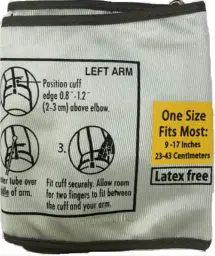 LEFT ARM
Position cuff
edge 0.8"-1.2"
(2-3 cm) above elbow.
One Size
Fits Most:
9 -17 Inches
23-43 Centimeters
3.
Latex free
tube over
of arm.
Fit cuff securely. Allow room
for two fingers to fit between
the cuff and your arm.